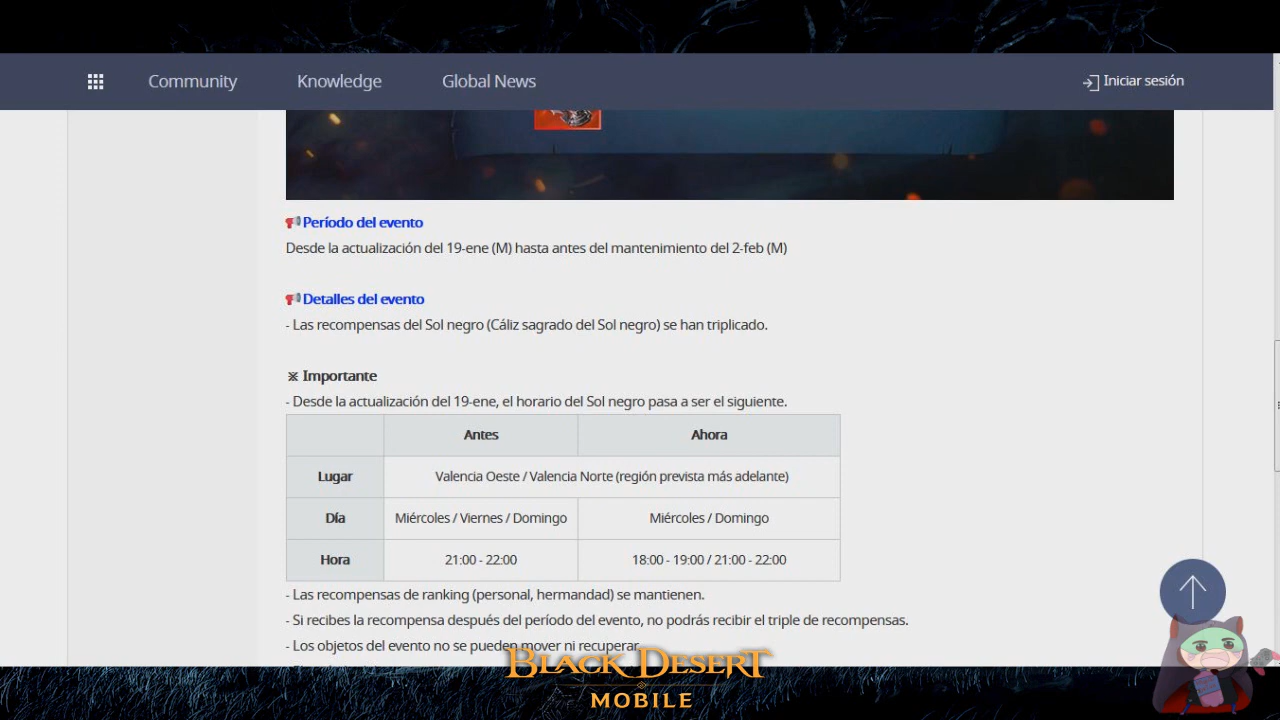 Community Knowledge Global News Iniciar sesión
Período del evento
Desde la actualización del 19-ene (M) hasta antes del mantenimiento del 2-feb (M)
Detalles del evento
- Las recompensas del Sol negro (Cáliz sagrado del Sol negro) se han triplicado.
※ Importante
- Desde la actualización del 19-ene, el horario del Sol negro pasa a ser el siguiente.
Antes Ahora
Lugar Valencia Oeste / Valencia Norte (región prevista más adelante)
Día Miércoles / Viernes / Domingo Miércoles / Domingo
Hora 21:00 - 22:00 18:00 - 19:00 / 21:00 - 22:00
- Las recompensas de ranking (personal, hermandad) se mantienen.
- Si recibes la recompensa después del período del evento, no podrás recibir el triple de recompensas.
- Los objetos del evento no se pueden mover ni recuperar.
BLACK DESERT
MOBILE